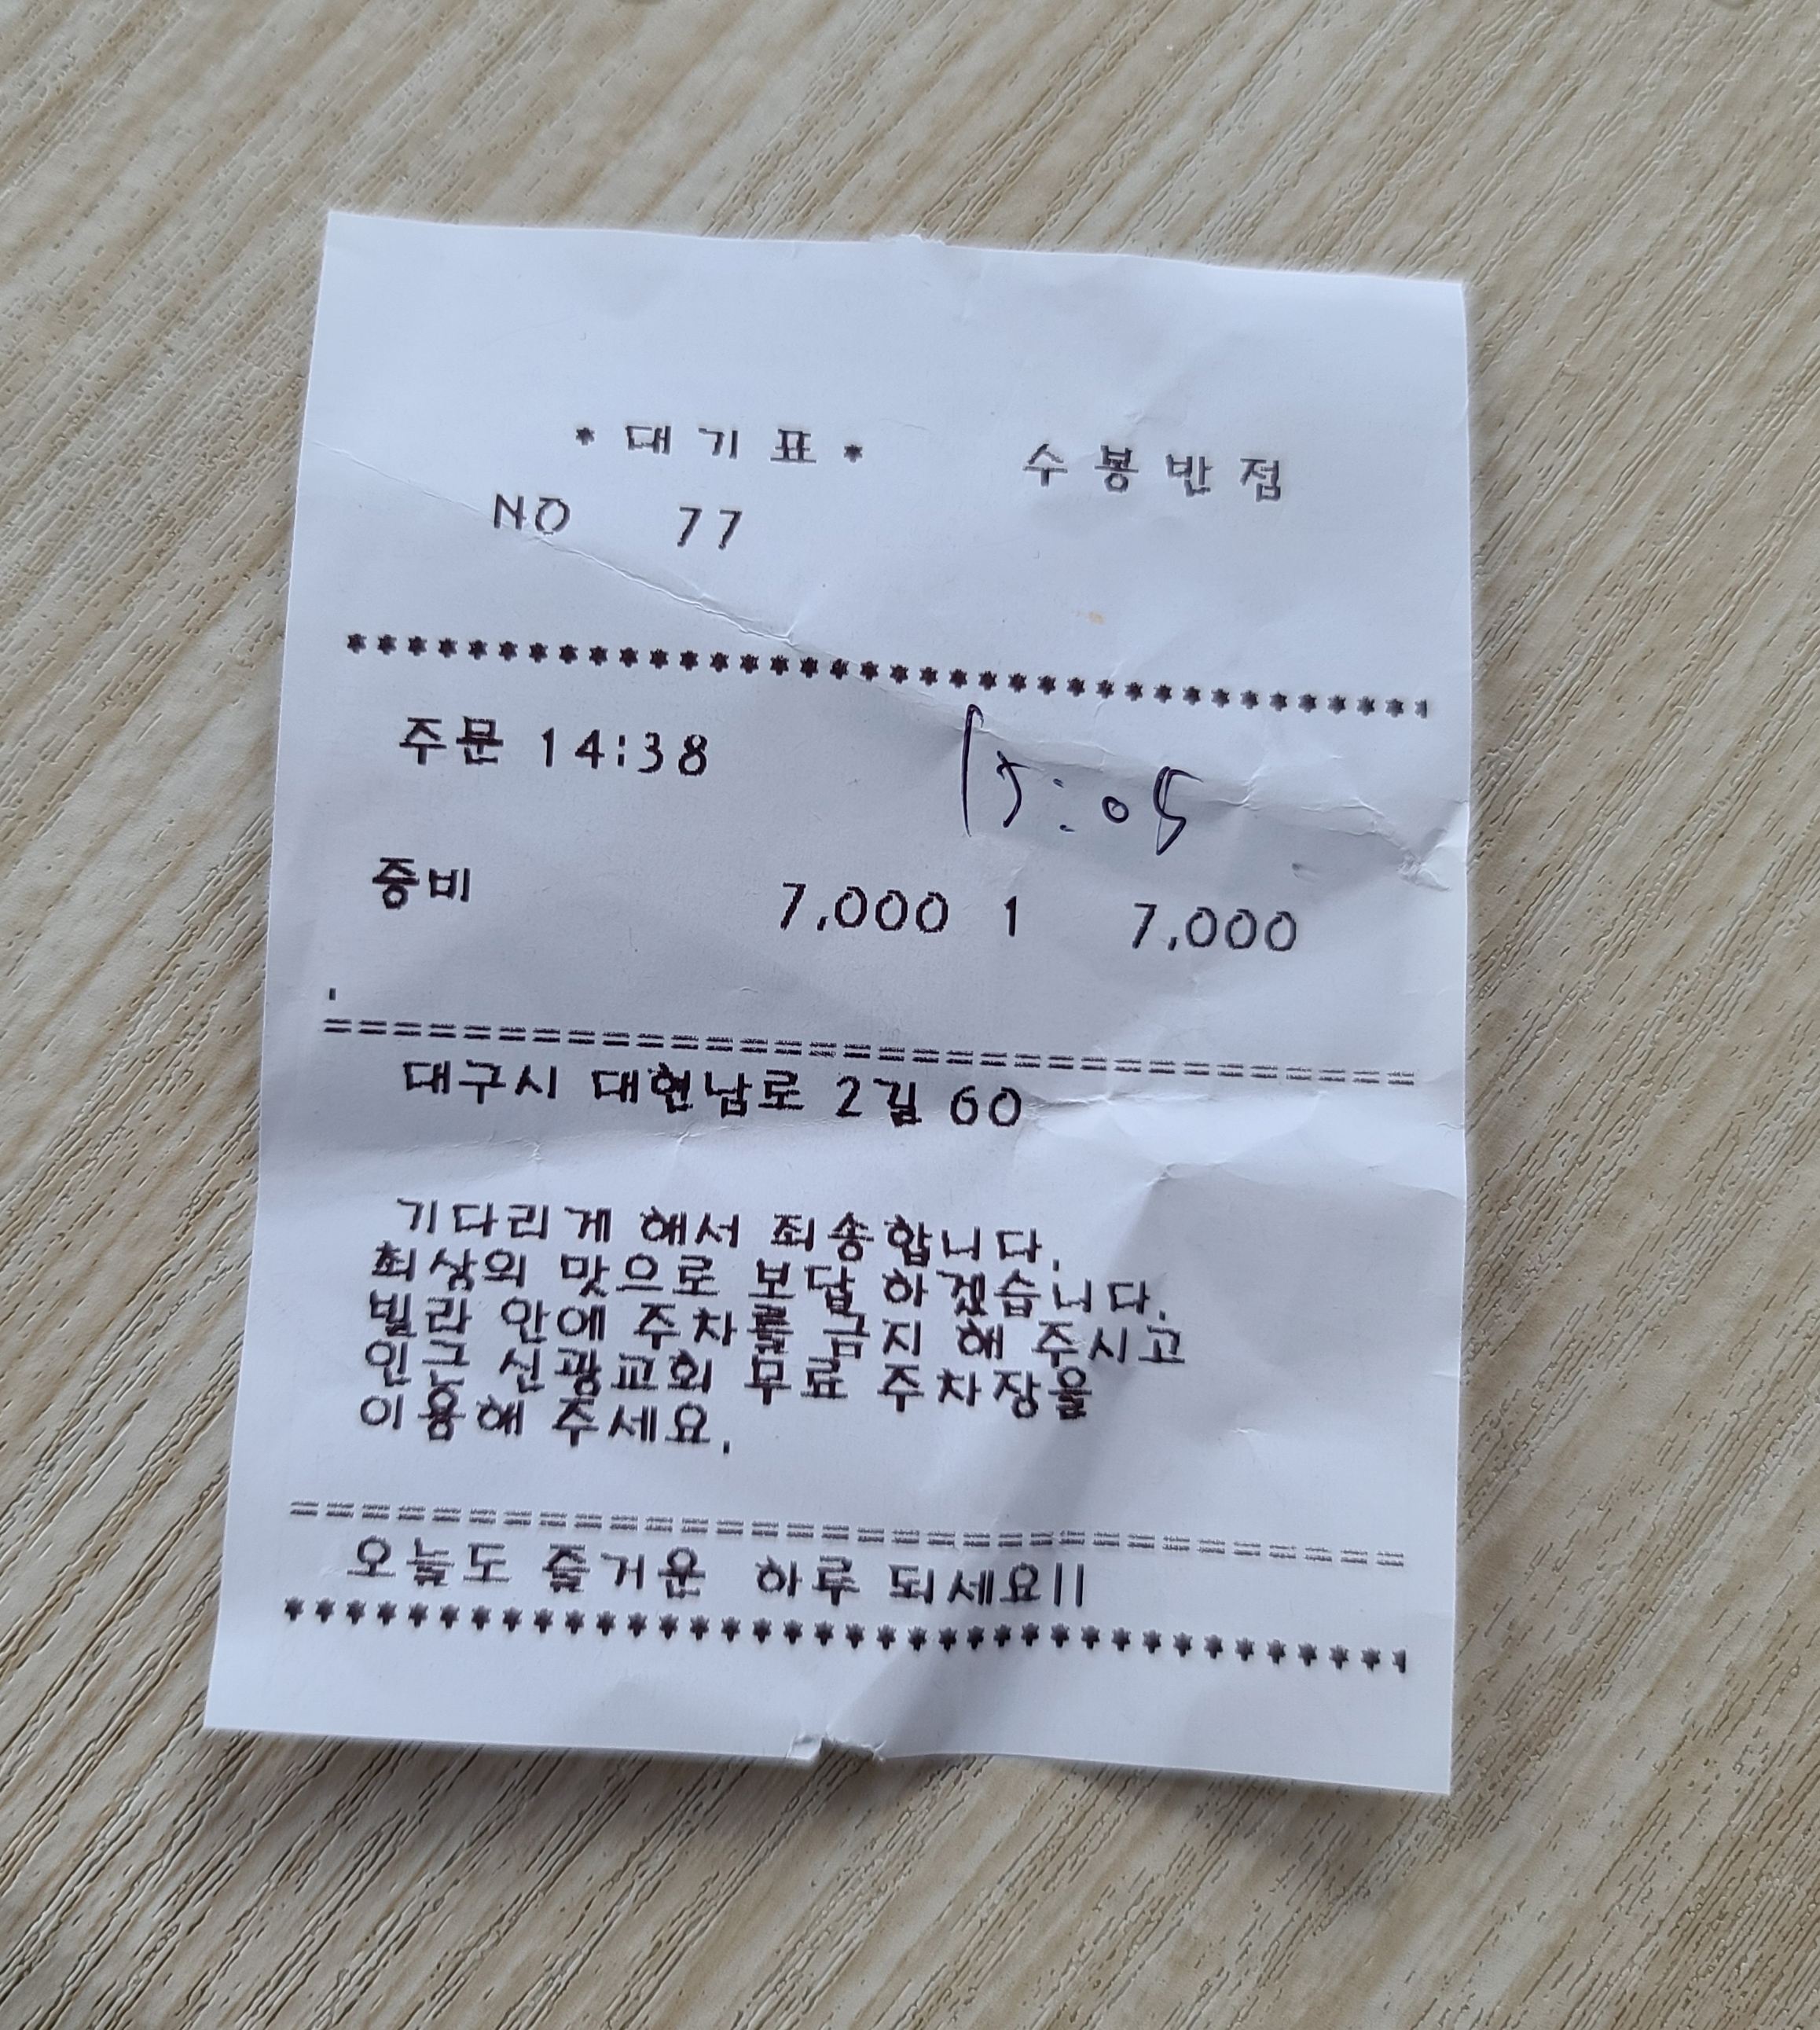 * 대 기 표 * 수 봉 반 점
NO 77
***********************************
주문 14:38 15:05
중비 7,000 1 7,000
.
================================
대구시 대현남로 2길 60
기다리게 해서 죄송합니다.
최상의 맛으로 보답 하겠습니다.
빌라 안에 주차를 금지 해 주시고
인근 신광교회 무료 주차장을
이용해 주세요.
================================
오늘도 즐거운 하루 되세요!!
***********************************